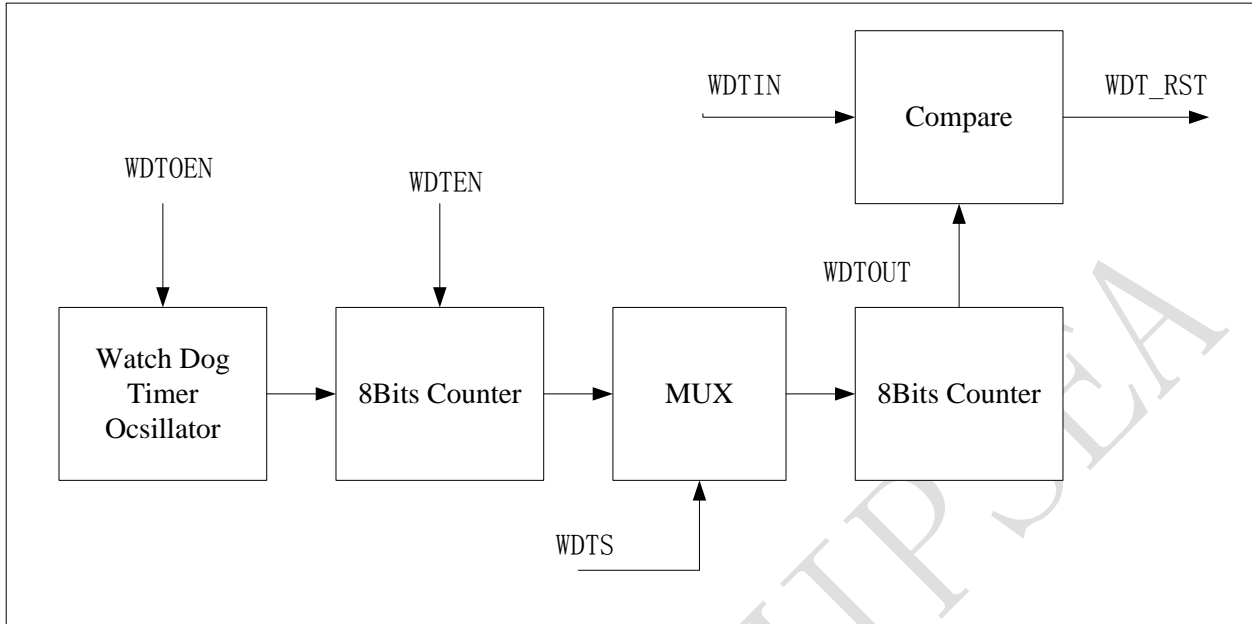 WDTIN
WDT_RST
Compare
WDTOEN
WDTEN
WDTOUT
Watch Dog
Timer
Ocsillator
8Bits Counter
MUX
8Bits Counter
WDTS